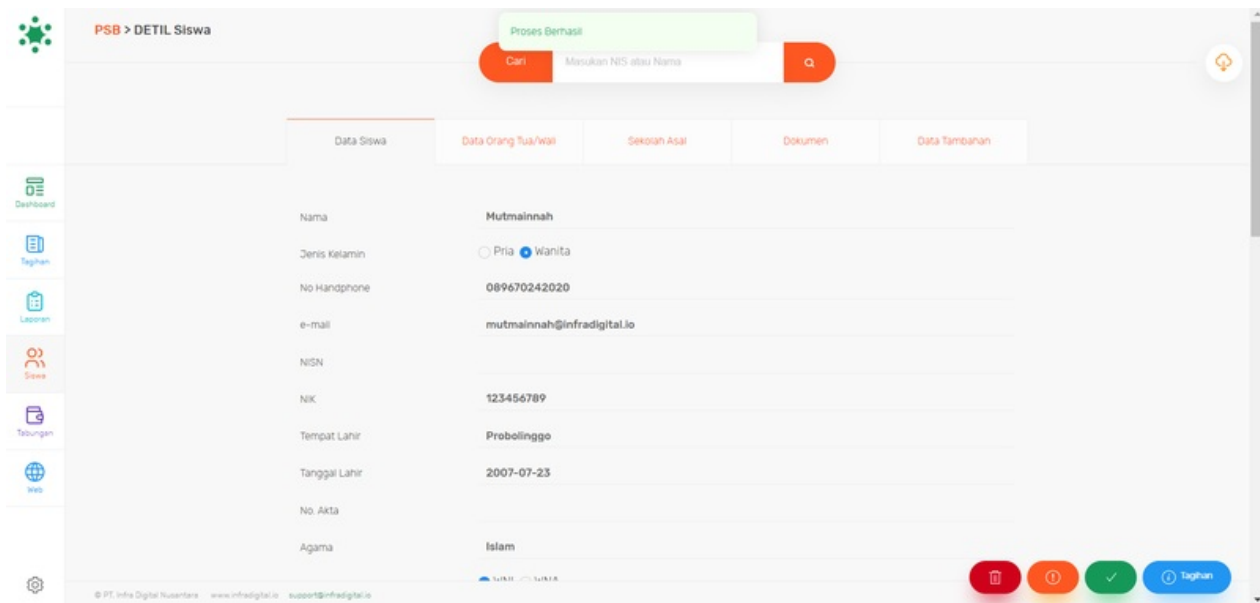 PSB > DETIL Siswa
Proses Berhasil
Cari Masukan NIS atau Nama
Data Siswa Data Orang Tua/Wali Sekolah Asal Dokumen Data Tambahan
Dashboard
Tagihan
Laporan
Siswa
Tabungan
Web
Nama Mutmainnah
Jenis Kelamin Pria Wanita
No Handphone 089670242020
e-mail mutmainnah@infradigital.io
NISN
NIK 123456789
Tempat Lahir Probolinggo
Tanggal Lahir 2007-07-23
No. Akta
Agama Islam
WNI WNA
Tagihan
© PT. Infra Digital Nusantara www.infradigital.io support@infradigital.io